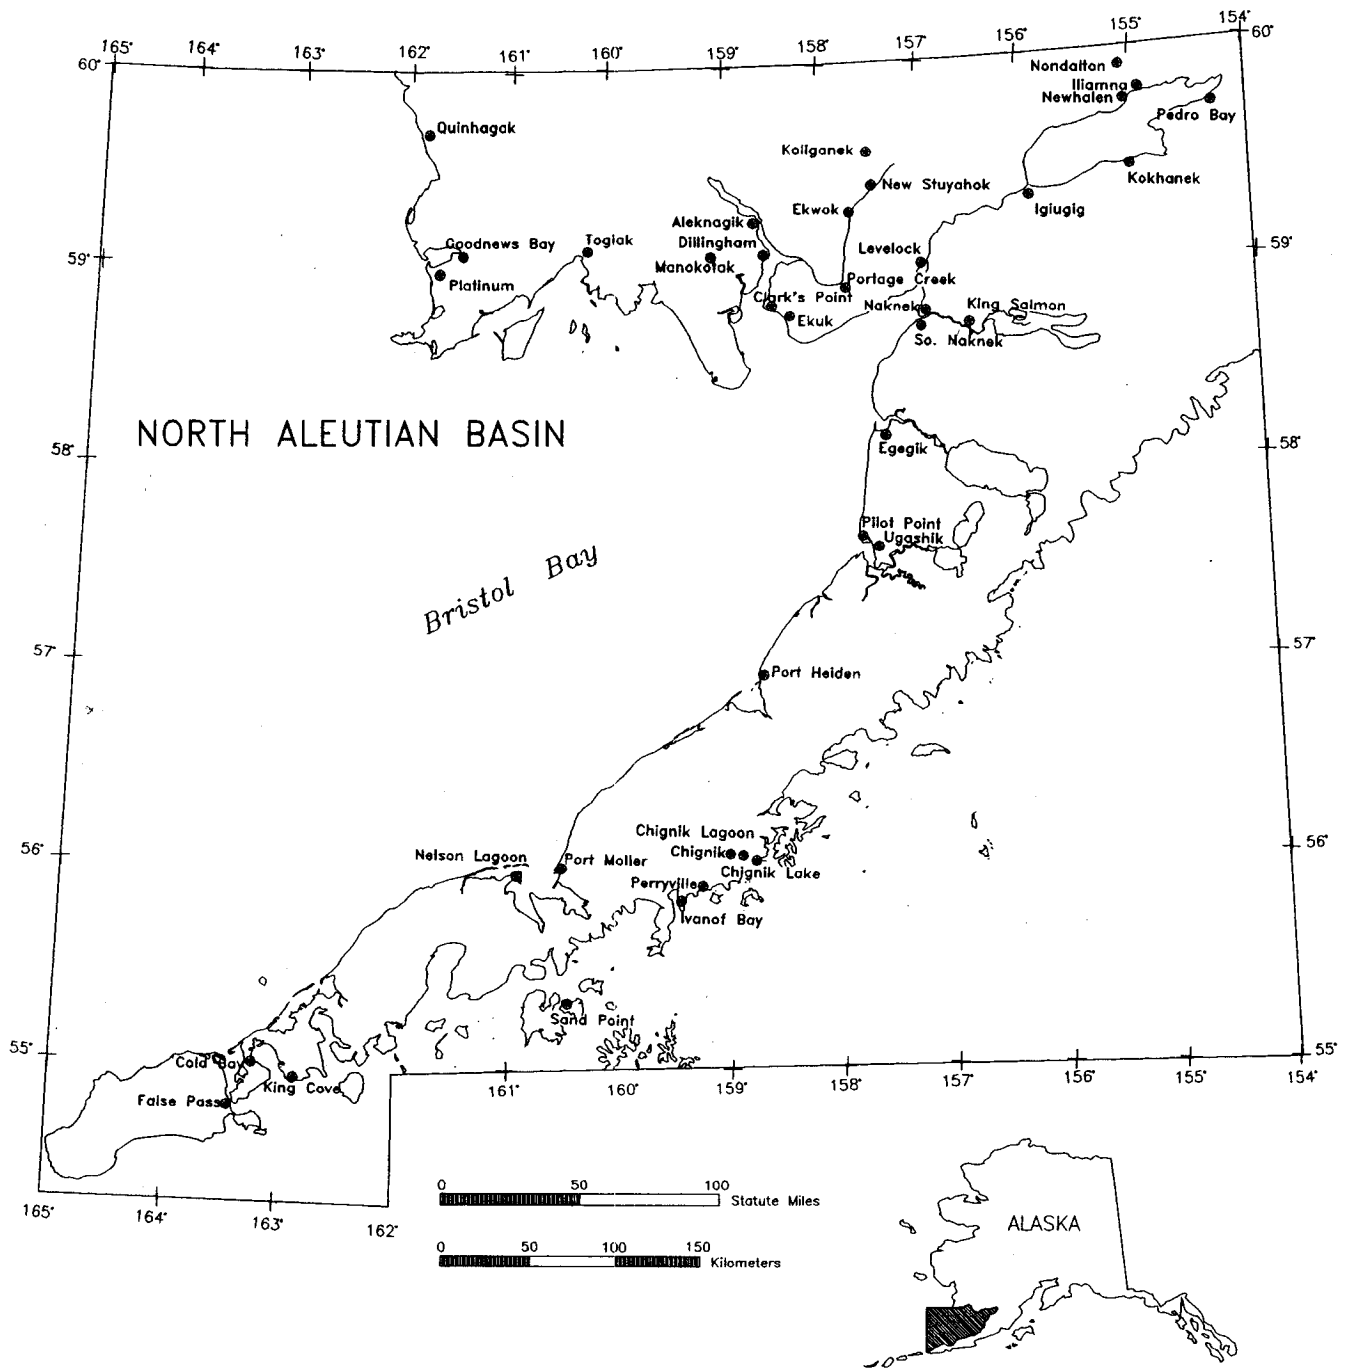 165° 164° 163° 162° 161° 160° 159° 158° 157° 156° 155° 154°
60° 60°
Nondalton
Iliamna
Newhalen
Pedro Bay
Quinhagak
Koliganek
Kokhanek
New Stuyahok
Ekwok
Igiugig
Aleknagik
Goodnews Bay
Togiak
Dillingham
Levelock
59° 59°
Manokotak
Platinum
Portage Creek
Clark's Point
Naknek
King Salmon
Ekuk
So. Naknek
NORTH ALEUTIAN BASIN
58° 58°
Egegik
Pilot Point
Ugashik
Bristol Bay
57° 57°
Port Heiden
Chignik Lagoon
56° 56°
Nelson Lagoon
Port Moller
Chignik
Chignik Lake
Perryville
Ivanof Bay
Sand Point
55° 55°
Cold Bay
King Cove
False Pass
161° 160° 159° 158° 157° 156° 155° 154°
165° 164° 163° 162°
0 50 100
Statute Miles
ALASKA
0 50 100 150
Kilometers